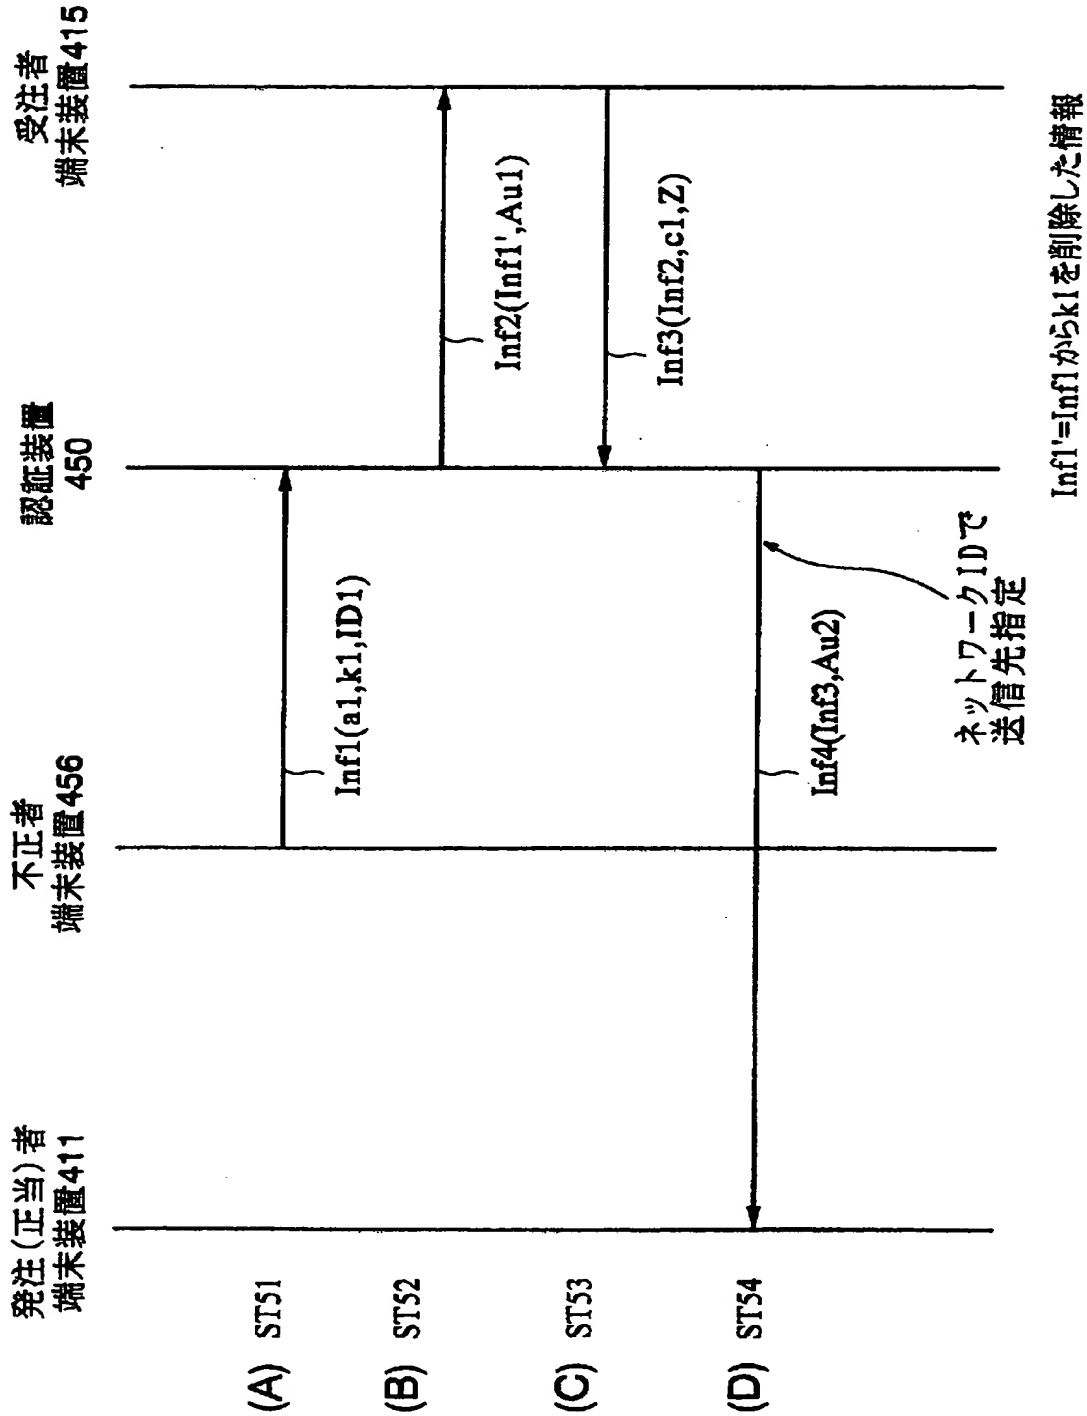 発注(正当)者
端末装置411
不正者
端末装置456
認証装置
450
受注者
端末装置415
(A) ST51
Inf1(a1,k1,ID1)
(B) ST52
Inf2(Inf1',Au1)
(C) ST53
Inf3(Inf2,c1,Z)
(D) ST54
Inf4(Inf3,Au2)
ネットワークIDで
送信先指定
Inf1'=Inf1からk1を削除した情報